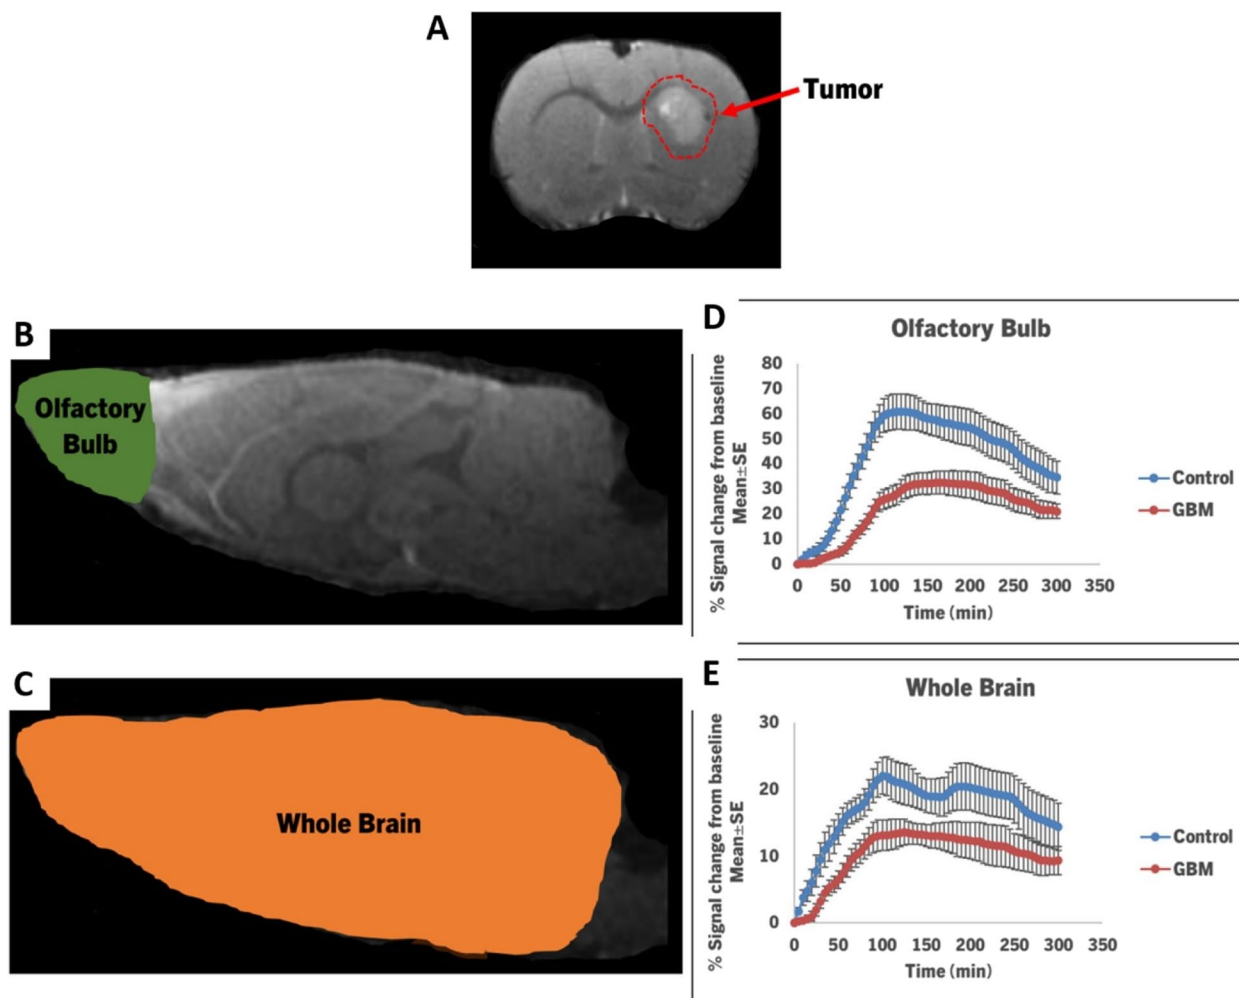 A
Tumor
B
Olfactory
Bulb
C
Whole Brain
D
Olfactory Bulb
% Signal change from baseline
Mean±SE
80
70
60
50
40
30
20
10
0
0 50 100 150 200 250 300 350
Time (min)
Control
GBM
E
Whole Brain
% Signal change from baseline
Mean±SE
30
20
10
0
0 50 100 150 200 250 300 350
Time (min)
Control
GBM